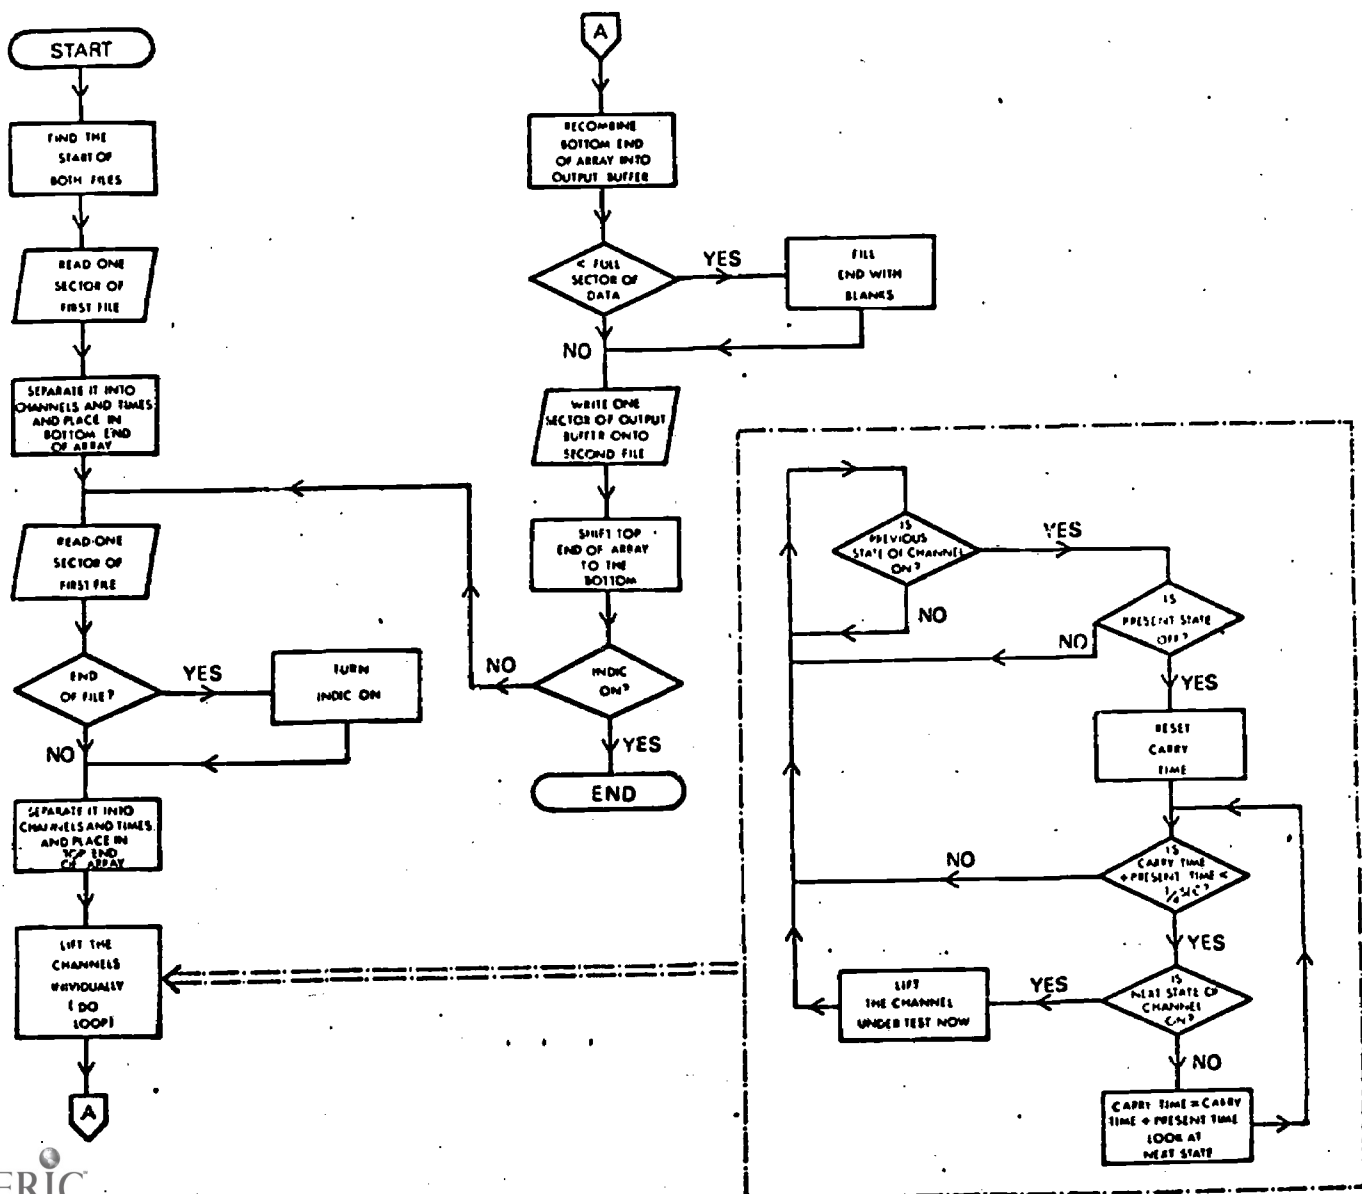 START
FIND THE
START OF
BOTH FILES
READ ONE
SECTOR OF
FIRST FILE
SEPARATE IT INTO
CHANNELS AND TIMES
AND PLACE IN
BOTTOM END
OF ARRAY
READ ONE
SECTOR OF
FIRST FILE
END
OF FILE?
YES
TURN
INDIC ON
NO
SEPARATE IT INTO
CHANNELS AND TIMES
AND PLACE IN
TOP END
OF ARRAY
LIFT THE
CHANNELS
INIVIDUALLY
(DO
LOOP)
A
A
RECOMBINE
BOTTOM END
OF ARRAY INTO
OUTPUT BUFFER
< FULL
SECTOR OF
DATA
YES
FILL
END WITH
BLANKS
NO
WRITE ONE
SECTOR OF OUTPUT
BUFFER ONTO
SECOND FILE
SHIFT TOP
END OF ARRAY
TO THE
BOTTOM
INDIC
ON?
NO
YES
END
IS
PREVIOUS
STATE OF CHANNEL
ON?
YES
NO
IS
PRESENT STATE
OFF?
NO
YES
RESET
CARRY
TIME
IS
CARRY TIME
+ PRESENT TIME <
1/4 SEC?
NO
YES
IS
NEXT STATE OF
CHANNEL
ON?
YES
LIFT
THE CHANNEL
UNDER TEST NOW
NO
CARRY TIME = CARRY
TIME + PRESENT TIME
LOOK AT
NEXT STATE
ERIC